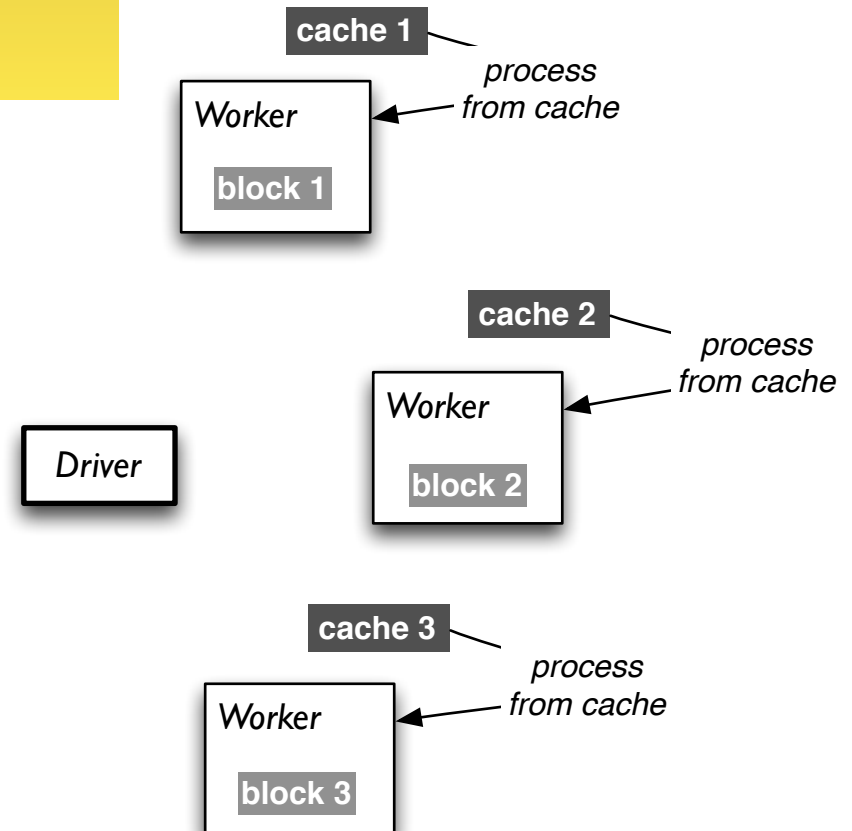 cache 1
process
from cache
Worker
block 1
cache 2
process
from cache
Worker
block 2
Driver
cache 3
process
from cache
Worker
block 3